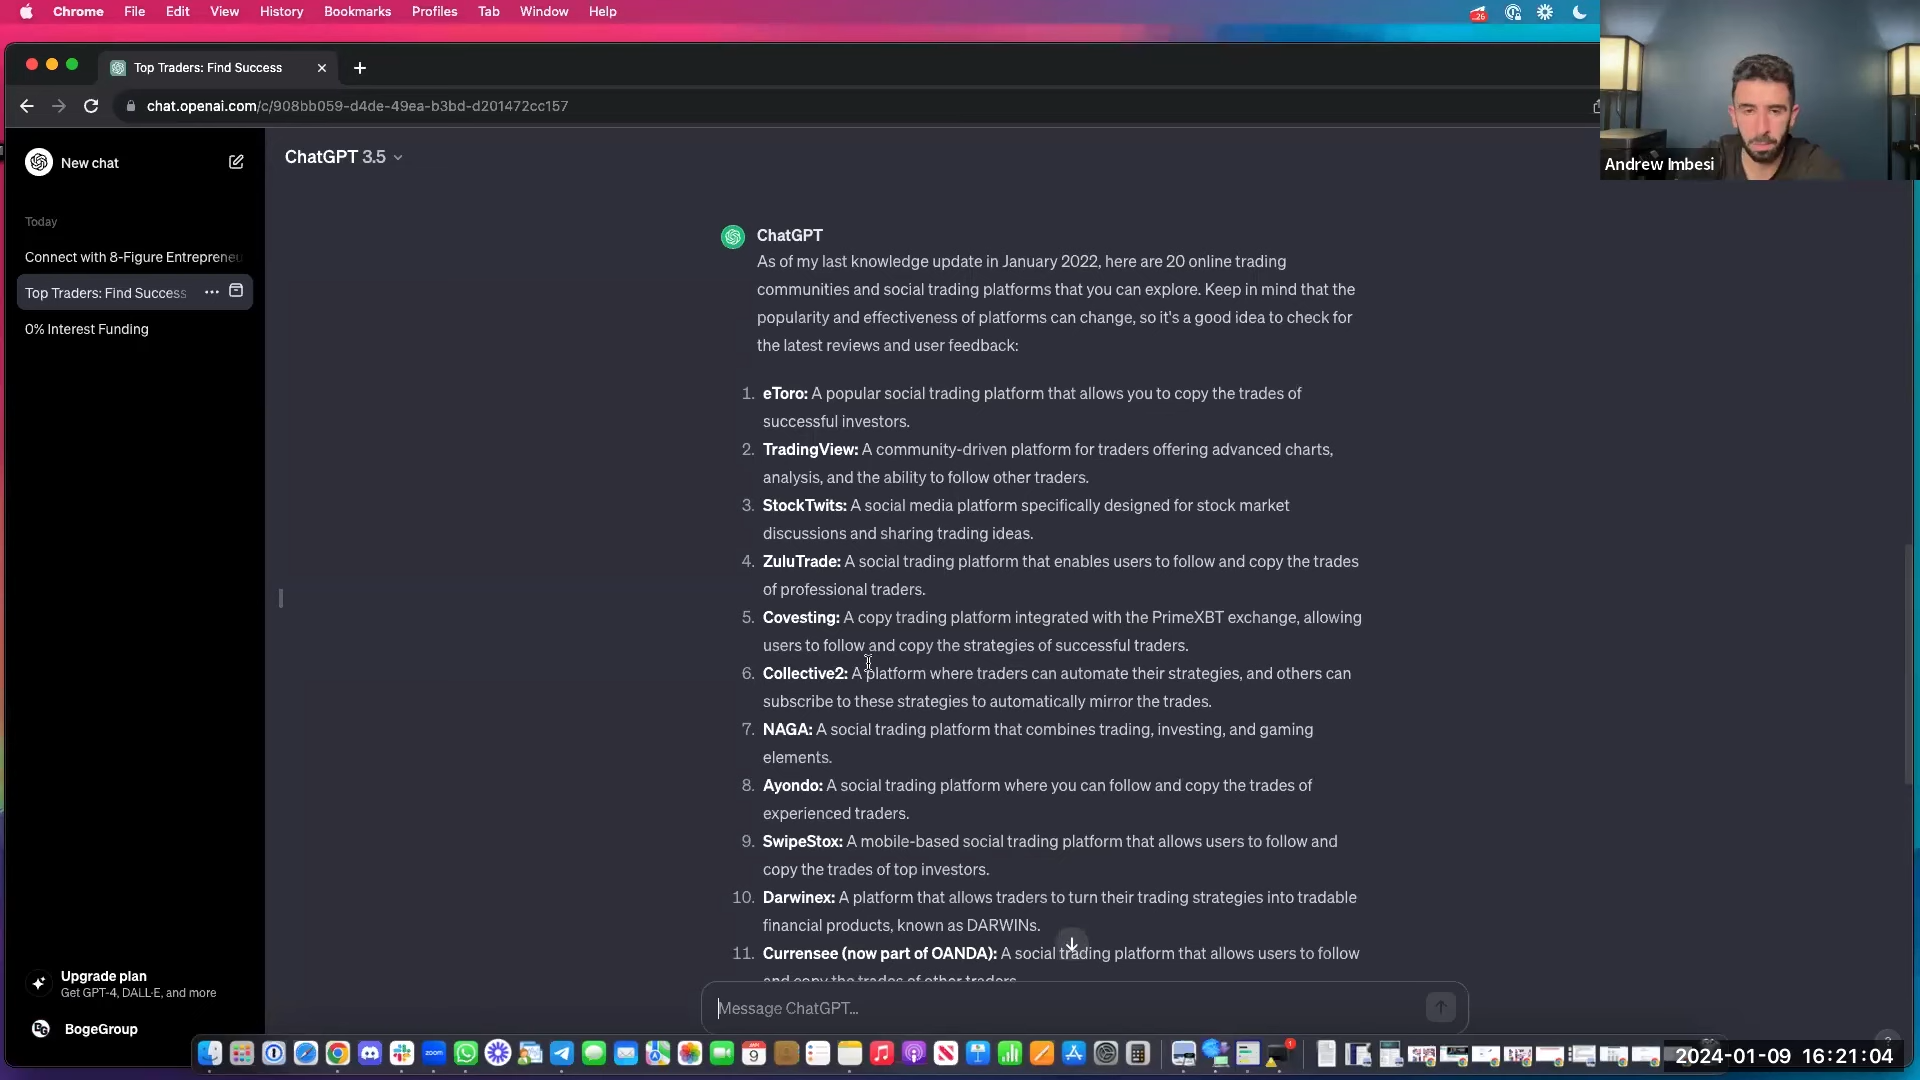 Chrome File Edit View History Bookmarks Profiles Tab Window Help
26
Top Traders: Find Success
chat.openai.com/c/908bb059-d4de-49ea-b3bd-d201472cc157
Andrew Imbesi
New chat
ChatGPT 3.5
Today
Connect with 8-Figure Entrepreneu
Top Traders: Find Success
0% Interest Funding
ChatGPT
As of my last knowledge update in January 2022, here are 20 online trading
communities and social trading platforms that you can explore. Keep in mind that the
popularity and effectiveness of platforms can change, so it's a good idea to check for
the latest reviews and user feedback:
1. eToro: A popular social trading platform that allows you to copy the trades of
successful investors.
2. TradingView: A community-driven platform for traders offering advanced charts,
analysis, and the ability to follow other traders.
3. StockTwits: A social media platform specifically designed for stock market
discussions and sharing trading ideas.
4. ZuluTrade: A social trading platform that enables users to follow and copy the trades
of professional traders.
5. Covesting: A copy trading platform integrated with the PrimeXBT exchange, allowing
users to follow and copy the strategies of successful traders.
6. Collective2: A platform where traders can automate their strategies, and others can
subscribe to these strategies to automatically mirror the trades.
7. NAGA: A social trading platform that combines trading, investing, and gaming
elements.
8. Ayondo: A social trading platform where you can follow and copy the trades of
experienced traders.
9. SwipeStox: A mobile-based social trading platform that allows users to follow and
copy the trades of top investors.
10. Darwinex: A platform that allows traders to turn their trading strategies into tradable
financial products, known as DARWINs.
11. Currensee (now part of OANDA): A social trading platform that allows users to follow
and copy the trades of other traders.
Message ChatGPT...
Upgrade plan
Get GPT-4, DALL·E, and more
BG BogeGroup
zoom
JAN
9
1
?
2024-01-09 16:21:04